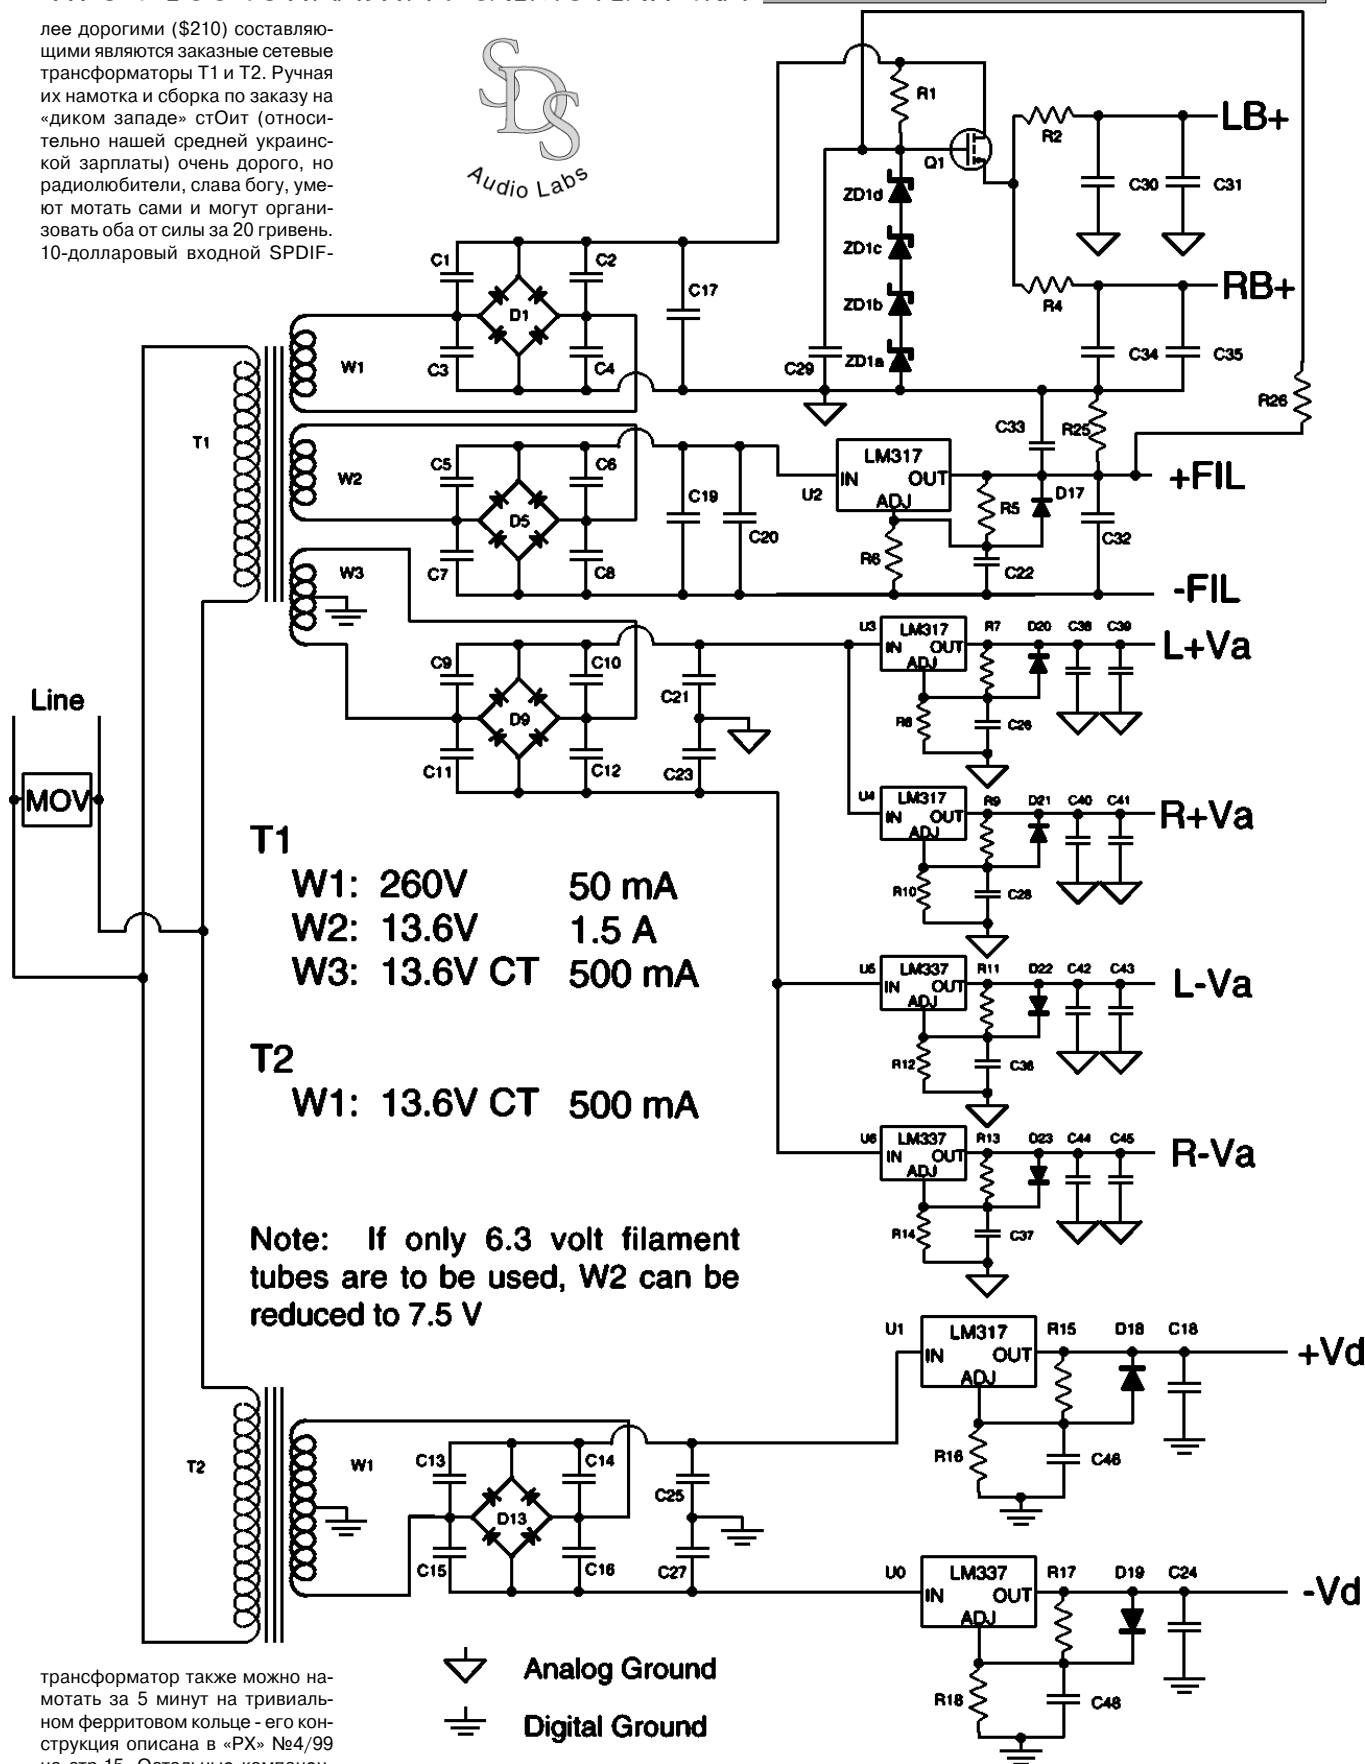 лее дорогими ($210) составляю-
щими являются заказные сетевые
трансформаторы Т1 и Т2. Ручная
их намотка и сборка по заказу на
«диком западе» стОит (относи-
тельно нашей средней украинс-
кой зарплаты) очень дорого, но
радиолюбители, слава богу, уме-
ют мотать сами и могут органи-
зовать оба от силы за 20 гривень.
10-долларовый входной SPDIF-
SDS
Audio Labs
R1
Q1
R2
LB+
C30
C31
ZD1d
ZD1c
ZD1b
ZD1a
R4
RB+
C34
C35
C29
R26
C1
C2
C3
C4
D1
C17
W1
T1
W2
W3
C5
C6
C7
C8
D5
C19
C20
LM317
IN
OUT
ADJ
U2
C33
R25
R5
D17
R6
C22
C32
+FIL
-FIL
C9
C10
C11
C12
D9
C21
C23
U3
LM317
IN
OUT
ADJ
R7
D20
C38
C39
L+Va
R8
C26
U4
LM317
IN
OUT
ADJ
R9
D21
C40
C41
R+Va
R10
C28
U5
LM337
IN
OUT
ADJ
R11
D22
C42
C43
L-Va
R12
C36
U6
LM337
IN
OUT
ADJ
R13
D23
C44
C45
R-Va
R14
C37
Line
MOV
T1
W1: 260V 50 mA
W2: 13.6V 1.5 A
W3: 13.6V CT 500 mA
T2
W1: 13.6V CT 500 mA
Note: If only 6.3 volt filament
tubes are to be used, W2 can be
reduced to 7.5 V
U1
LM317
IN
OUT
ADJ
R15
D18
C18
+Vd
R16
C46
T2
W1
C13
C14
C15
C16
D13
C25
C27
U0
LM337
IN
OUT
ADJ
R17
D19
C24
-Vd
R18
C48
Analog Ground
Digital Ground
трансформатор также можно на-
мотать за 5 минут на тривиаль-
ном ферритовом кольце - его кон-
струкция описана в «РХ» №4/99